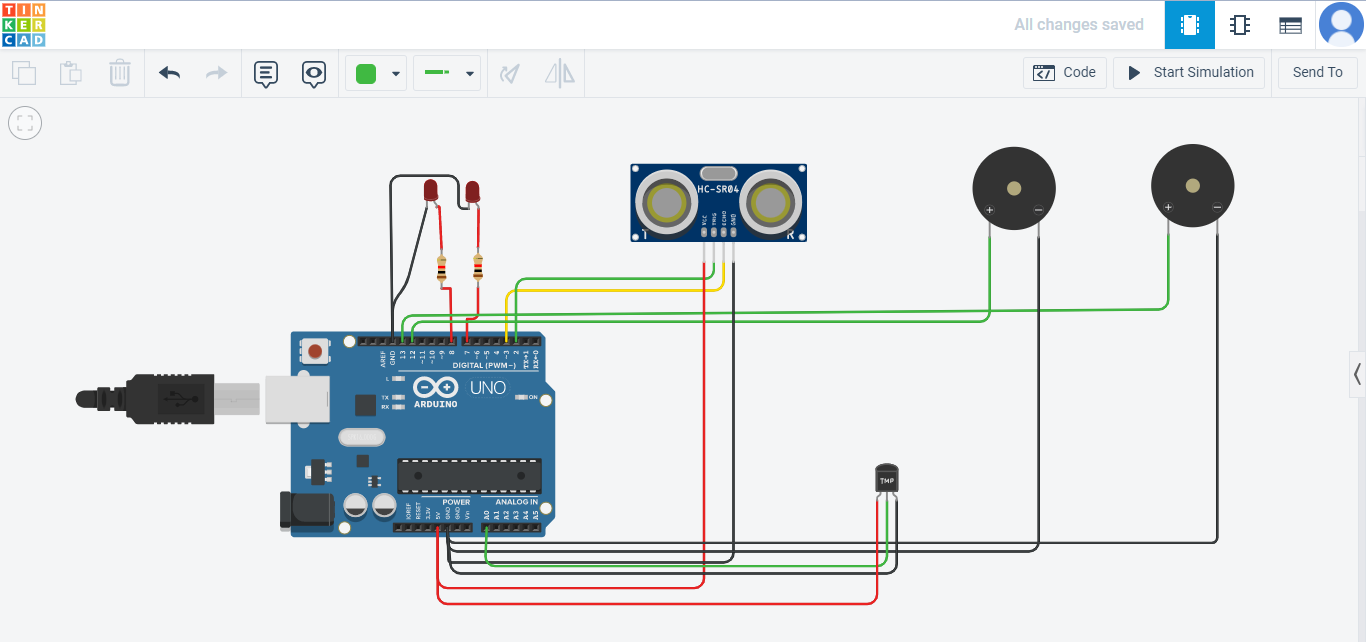 TIN
KER
CAD
All changes saved
Code
Start Simulation
Send To
HC-SR04
VCC
TRIG
ECHO
GND
T
R
+
−
+
−
AREF
GND
13
12
~11
~10
~9
8
7
~6
~5
4
~3
2
TX→1
RX←0
DIGITAL (PWM~)
L
TX
RX
ARDUINO
UNO
ON
TMP
POWER
ANALOG IN
IOREF
RESET
3.3V
5V
GND
GND
Vin
A0
A1
A2
A3
A4
A5